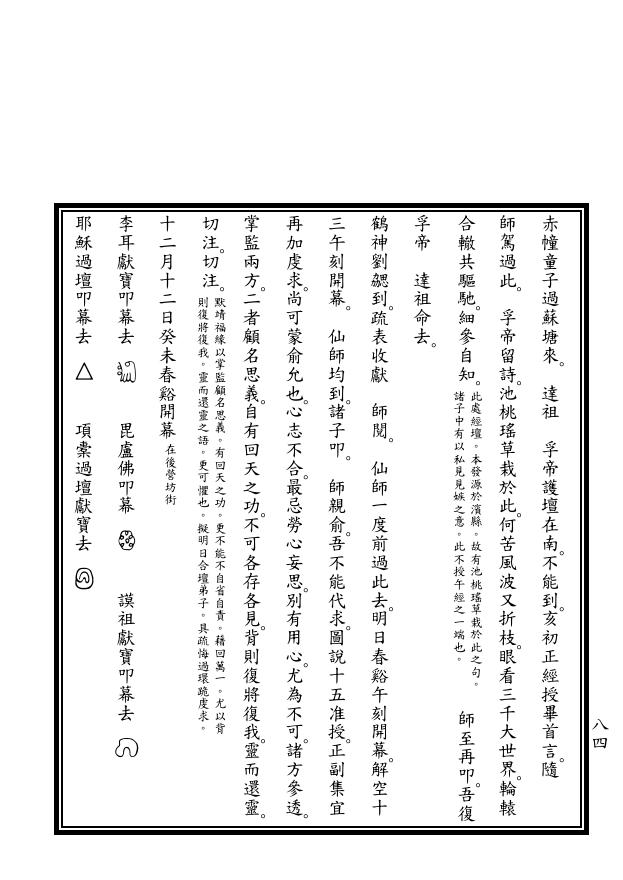 赤幢童子過蘇塘來。　達祖　孚帝護壇在南。不能到。亥初正經授畢首言。隨
師駕過此。　孚帝留詩。池桃瑤草栽於此。何苦風波又折枝。眼看三千大世界。輪轅
合轍共驅馳。細參自知。此處經壇。本發源於濱縣。故有池桃瑤草栽於此之句。諸子中有以私見見嫉之意。此不授午經之一端也。　師至再叩。吾復
孚帝　達祖命去。
鶴神劉勰到。疏表收獻　師閱。　仙師一度前過此去。明日春谿午刻開幕。解空十
三午刻開幕。　仙師均到。諸子叩。　師親俞。吾不能代求。圖說十五准授。正副集宜
再加虔求。尚可蒙俞允也。心志不合。最忌勞心妄思。別有用心。尤為不可。諸方參透。
掌監兩方。二者顧名思義。自有回天之功。不可各存各見。背則復將復我。靈而還靈。
切注。切注。默靖福緣以掌監顧名思義。有回天之功。更不能不自省自責。藉回萬一。尤以背則復將復我。靈而還靈之語。更可懼也。擬明日合壇弟子。具疏悔過環跪虔求。
十二月十二日癸未春谿開幕在後營坊街
李耳獻寶叩幕去　毘盧佛叩幕　謨祖獻寶叩幕去
耶穌過壇叩幕去　△　項橐過壇獻寶去
八四